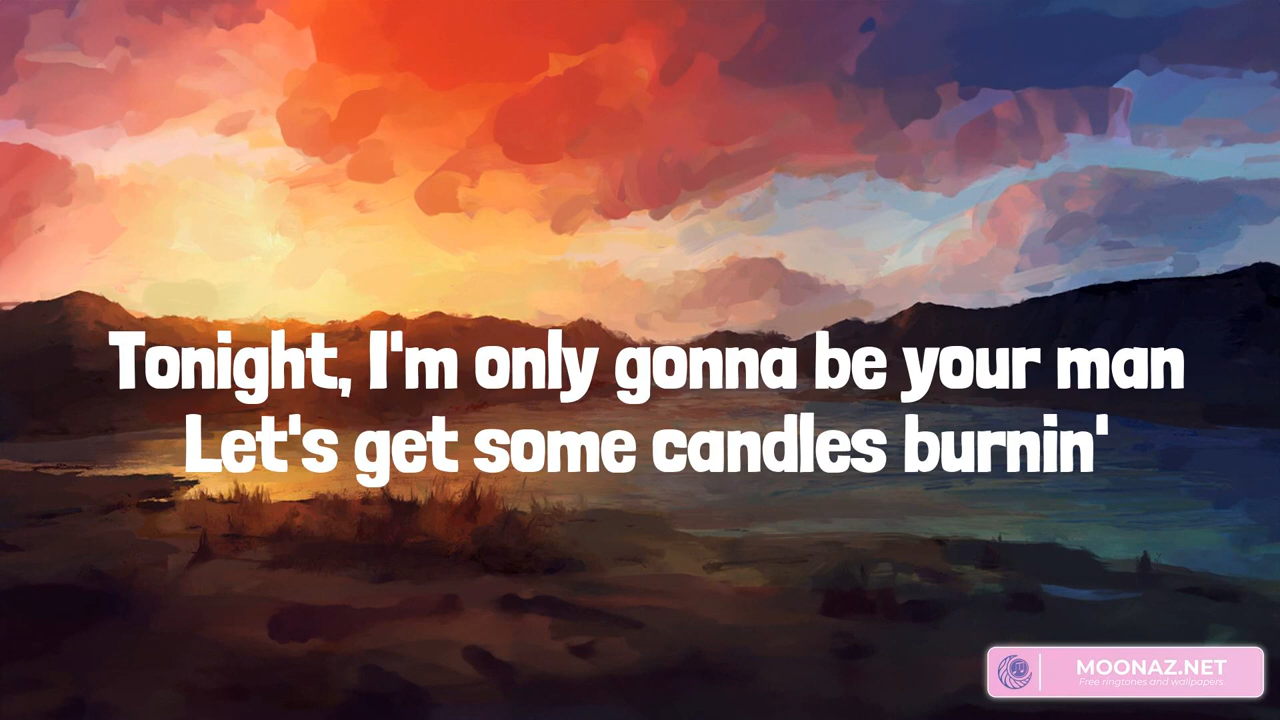 Tonight, I'm only gonna be your man
Let's get some candles burnin'
MOONAZ.NET
Free ringtones and wallpapers